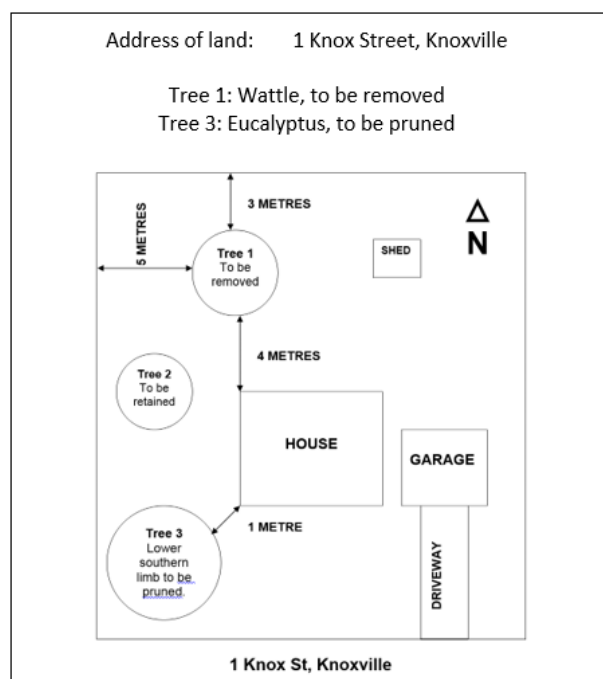 Address of land: 1 Knox Street, Knoxville
Tree 1: Wattle, to be removed
Tree 3: Eucalyptus, to be pruned
3 METRES
N
5 METRES
Tree 1
To be
removed
SHED
4 METRES
Tree 2
To be
retained
HOUSE
GARAGE
1 METRE
Tree 3
Lower
southern
limb to be
pruned.
DRIVEWAY
1 Knox St, Knoxville